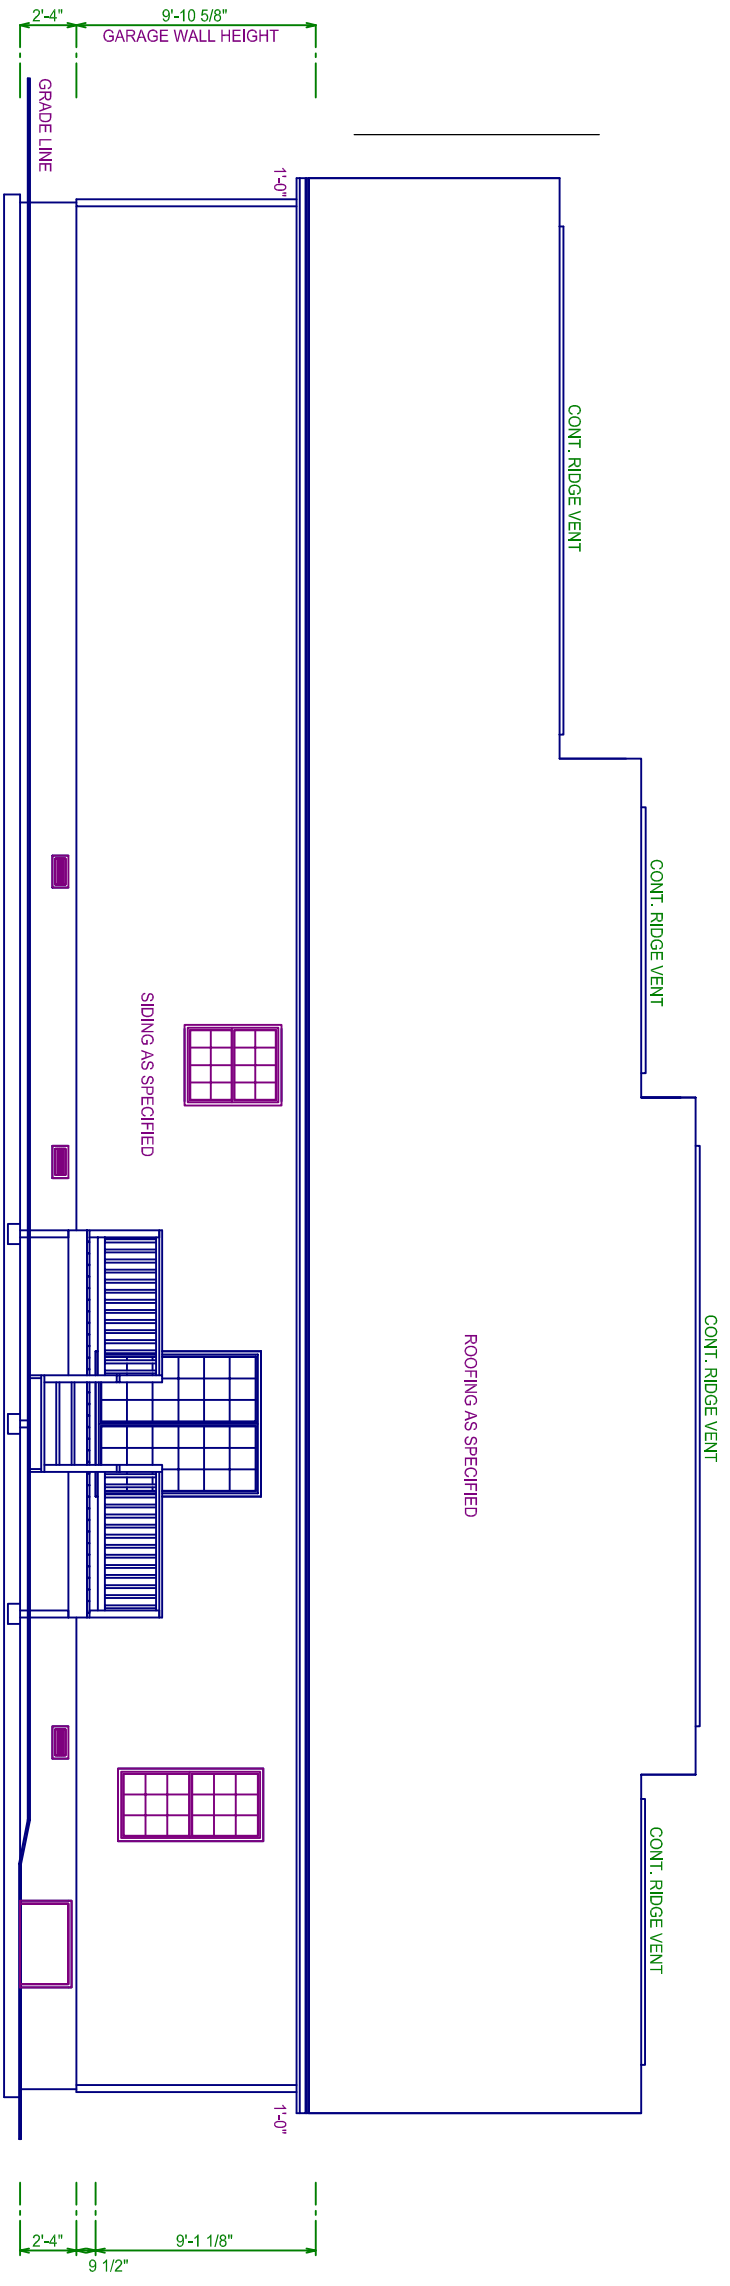 2'-4"
9'-10 5/8"
GARAGE WALL HEIGHT
GRADE LINE
1'-0"
CONT. RIDGE VENT
CONT. RIDGE VENT
SIDING AS SPECIFIED
CONT. RIDGE VENT
ROOFING AS SPECIFIED
CONT. RIDGE VENT
1'-0"
2'-4"
9 1/2"
9'-1 1/8"